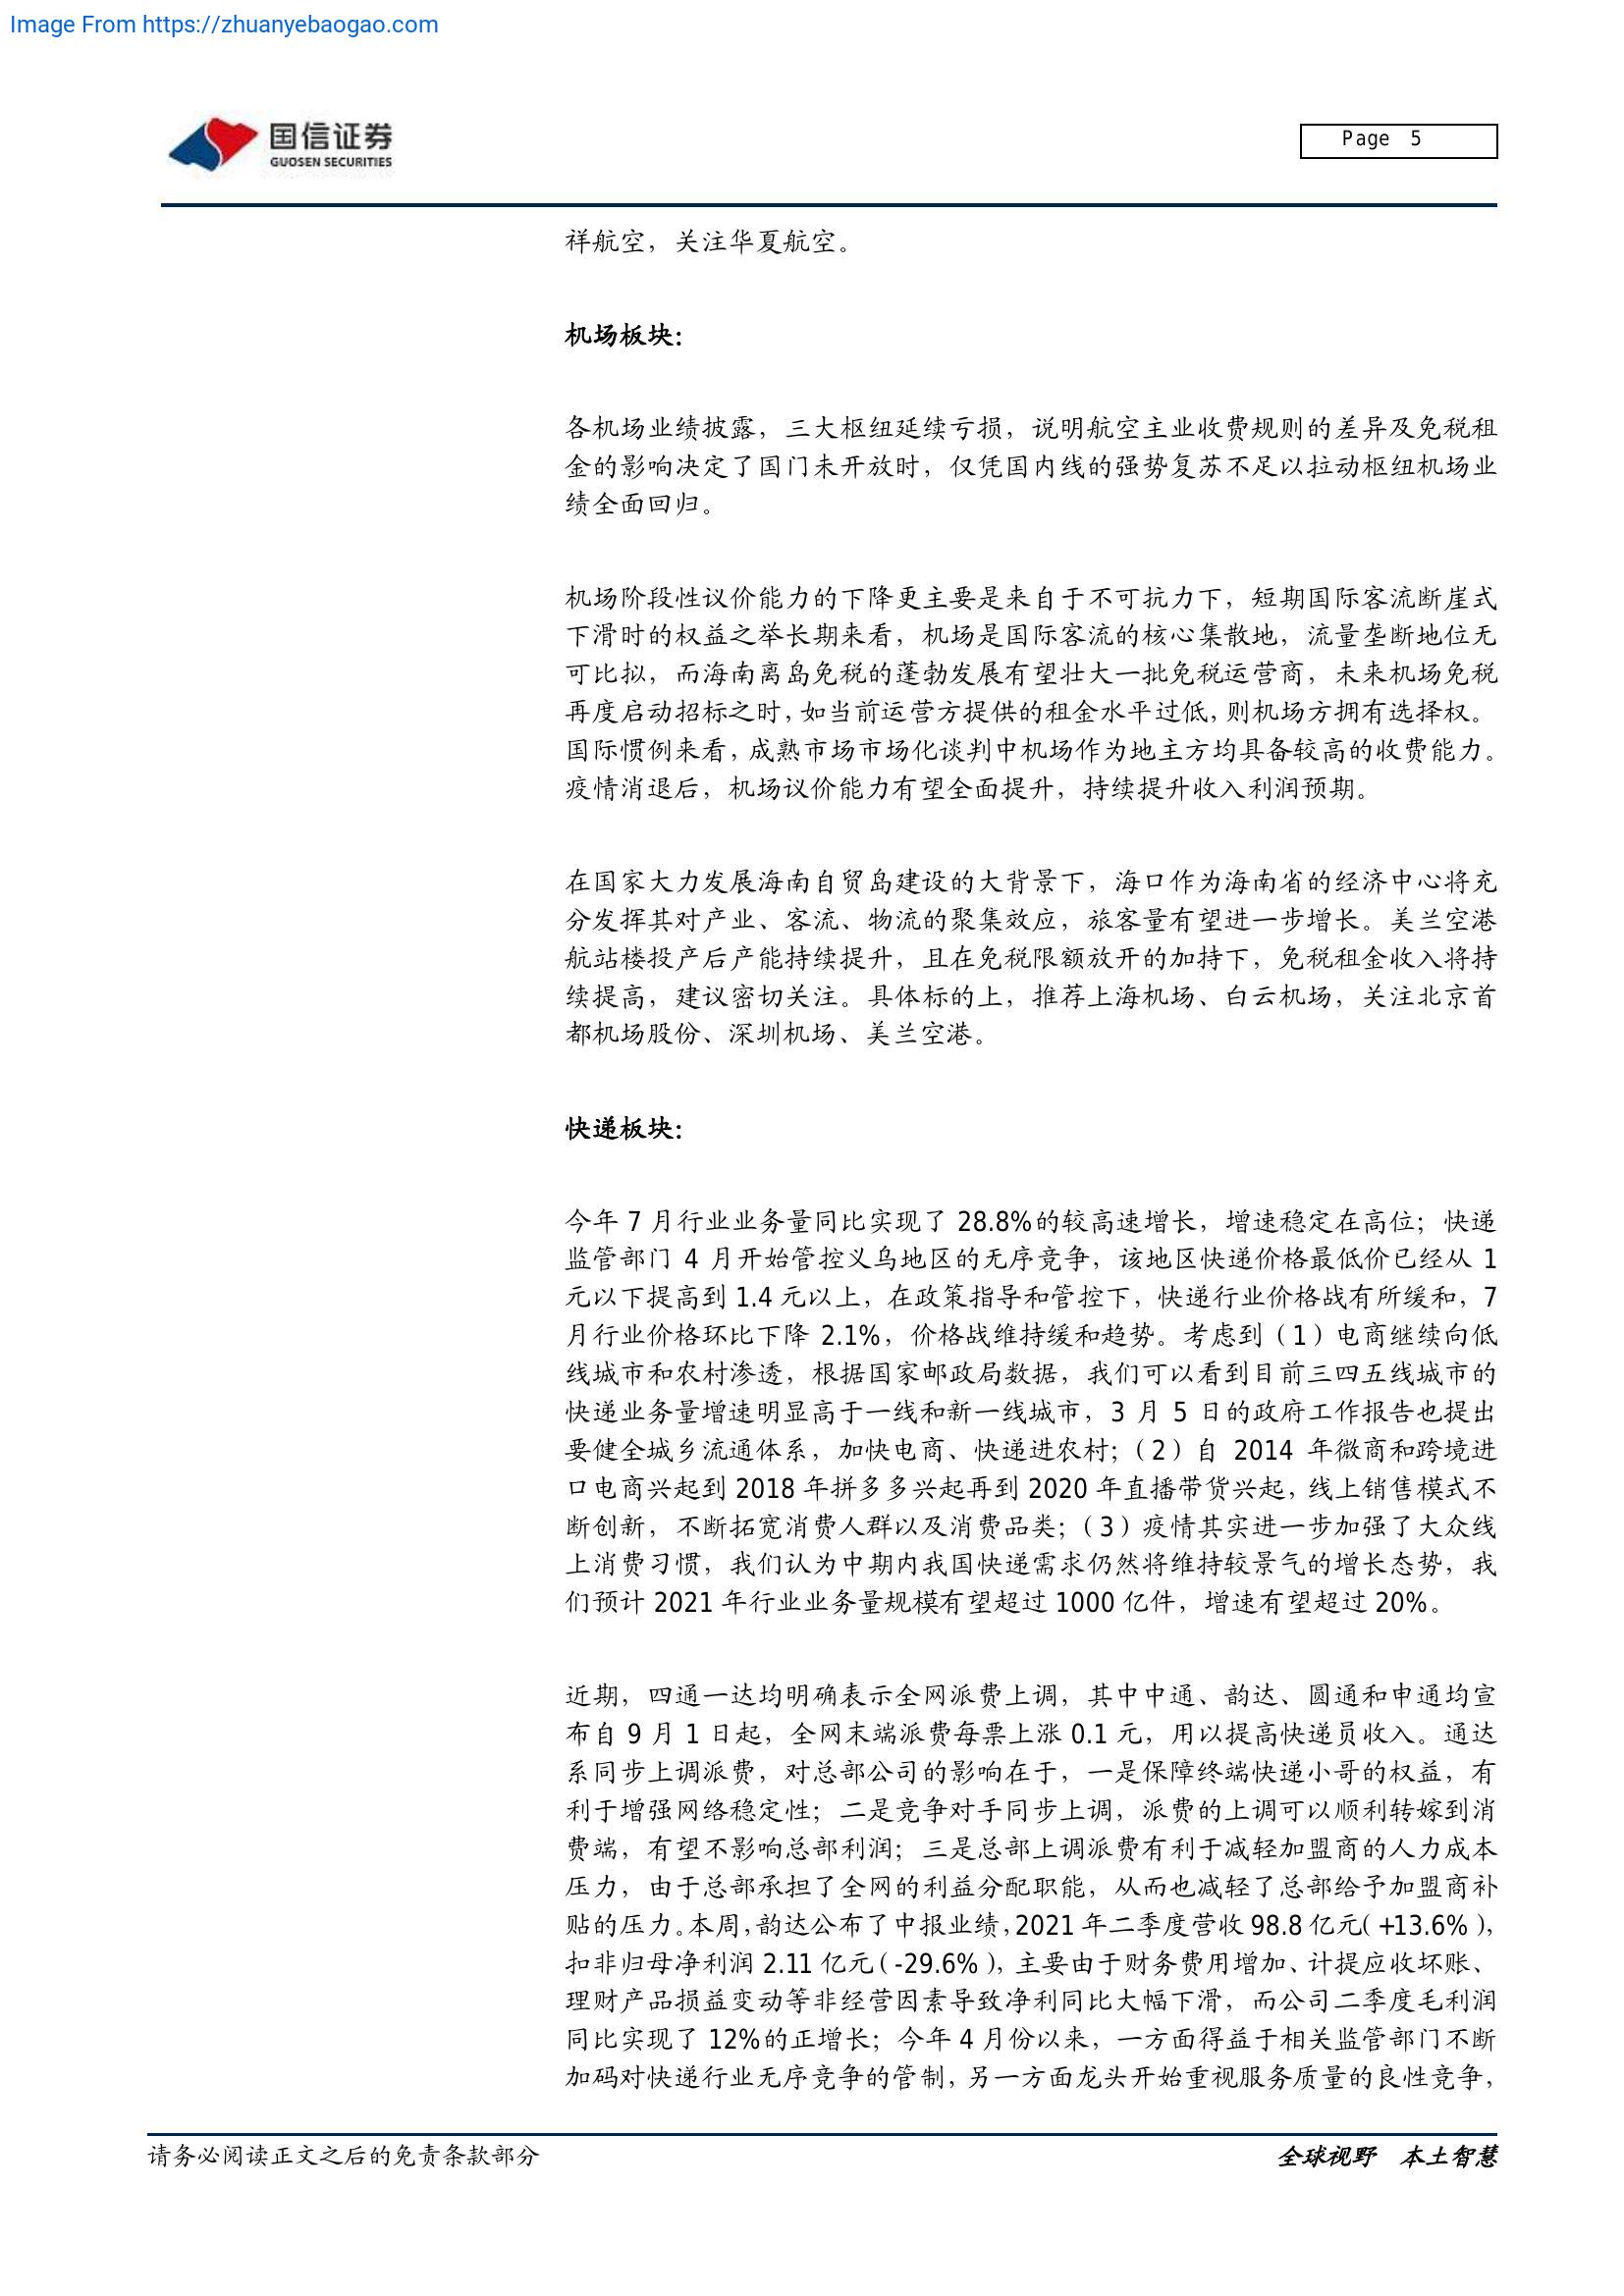 Image From https://zhuanyebaogao.com
国信证券
GUOSEN SECURITIES
Page 5
祥航空，关注华夏航空。
机场板块：
各机场业绩披露，三大枢纽延续亏损，说明航空主业收费规则的差异及免税租
金的影响决定了国门未开放时，仅凭国内线的强势复苏不足以拉动枢纽机场业
绩全面回归。
机场阶段性议价能力的下降更主要是来自于不可抗力下，短期国际客流断崖式
下滑时的权益之举长期来看，机场是国际客流的核心集散地，流量垄断地位无
可比拟，而海南离岛免税的蓬勃发展有望壮大一批免税运营商，未来机场免税
再度启动招标之时，如当前运营方提供的租金水平过低，则机场方拥有选择权。
国际惯例来看，成熟市场市场化谈判中机场作为地主方均具备较高的收费能力。
疫情消退后，机场议价能力有望全面提升，持续提升收入利润预期。
在国家大力发展海南自贸岛建设的大背景下，海口作为海南省的经济中心将充
分发挥其对产业、客流、物流的聚集效应，旅客量有望进一步增长。美兰空港
航站楼投产后产能持续提升，且在免税限额放开的加持下，免税租金收入将持
续提高，建议密切关注。具体标的上，推荐上海机场、白云机场，关注北京首
都机场股份、深圳机场、美兰空港。
快递板块：
今年 7 月行业业务量同比实现了 28.8%的较高速增长，增速稳定在高位；快递
监管部门 4 月开始管控义乌地区的无序竞争，该地区快递价格最低价已经从 1
元以下提高到 1.4 元以上，在政策指导和管控下，快递行业价格战有所缓和，7
月行业价格环比下降 2.1%，价格战维持缓和趋势。考虑到（1）电商继续向低
线城市和农村渗透，根据国家邮政局数据，我们可以看到目前三四五线城市的
快递业务量增速明显高于一线和新一线城市，3 月 5 日的政府工作报告也提出
要健全城乡流通体系，加快电商、快递进农村；（2）自 2014 年微商和跨境进
口电商兴起到 2018 年拼多多兴起再到 2020 年直播带货兴起，线上销售模式不
断创新，不断拓宽消费人群以及消费品类；（3）疫情其实进一步加强了大众线
上消费习惯，我们认为中期内我国快递需求仍然将维持较景气的增长态势，我
们预计 2021 年行业业务量规模有望超过 1000 亿件，增速有望超过 20%。
近期，四通一达均明确表示全网派费上调，其中中通、韵达、圆通和申通均宣
布自 9 月 1 日起，全网末端派费每票上涨 0.1 元，用以提高快递员收入。通达
系同步上调派费，对总部公司的影响在于，一是保障终端快递小哥的权益，有
利于增强网络稳定性；二是竞争对手同步上调，派费的上调可以顺利转嫁到消
费端，有望不影响总部利润；三是总部上调派费有利于减轻加盟商的人力成本
压力，由于总部承担了全网的利益分配职能，从而也减轻了总部给予加盟商补
贴的压力。本周，韵达公布了中报业绩，2021 年二季度营收 98.8 亿元（+13.6%），
扣非归母净利润 2.11 亿元（-29.6%），主要由于财务费用增加、计提应收坏账、
理财产品损益变动等非经营因素导致净利同比大幅下滑，而公司二季度毛利润
同比实现了 12%的正增长；今年 4 月份以来，一方面得益于相关监管部门不断
加码对快递行业无序竞争的管制，另一方面龙头开始重视服务质量的良性竞争，
请务必阅读正文之后的免责条款部分
全球视野 本土智慧